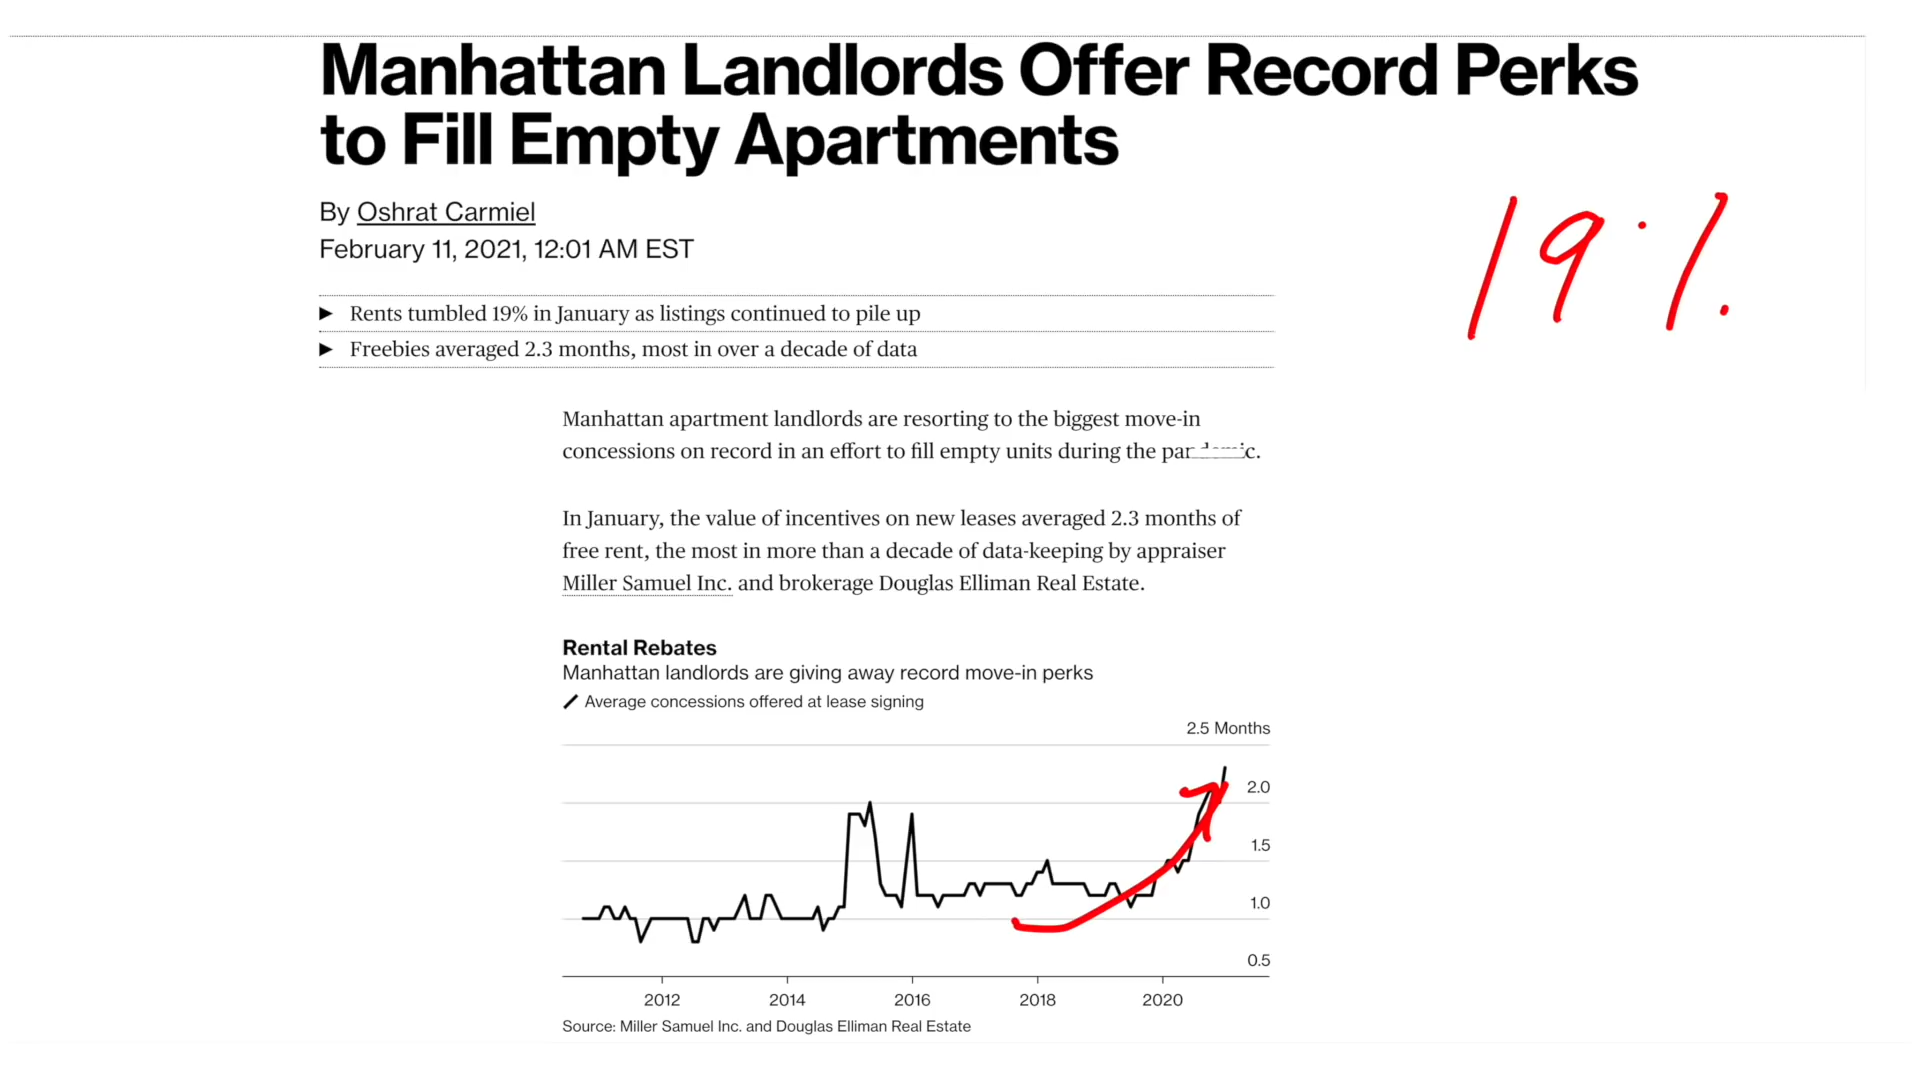 Manhattan Landlords Offer Record Perks
to Fill Empty Apartments
By Oshrat Carmiel
February 11, 2021, 12:01 AM EST
19%
► Rents tumbled 19% in January as listings continued to pile up
► Freebies averaged 2.3 months, most in over a decade of data
Manhattan apartment landlords are resorting to the biggest move-in
concessions on record in an effort to fill empty units during the pandemic.
In January, the value of incentives on new leases averaged 2.3 months of
free rent, the most in more than a decade of data-keeping by appraiser
Miller Samuel Inc. and brokerage Douglas Elliman Real Estate.
Rental Rebates
Manhattan landlords are giving away record move-in perks
Average concessions offered at lease signing
2.5 Months
2.0
1.5
1.0
0.5
2012 2014 2016 2018 2020
Source: Miller Samuel Inc. and Douglas Elliman Real Estate